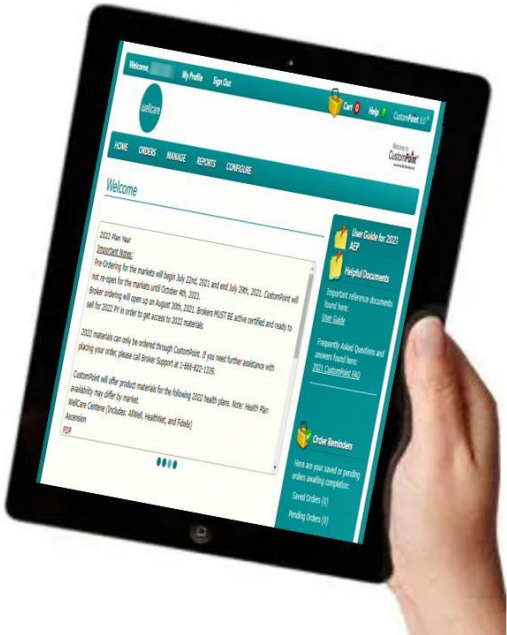 Welcome,
My Profile
Sign Out
Cart 0
Help ?
CustomPoint 8.0
wellcare
Welcome to
CustomPoint
HOME
ORDERS
MANAGE
REPORTS
CONFIGURE
Welcome
2022 Plan Year
Important Notes:
Pre-Ordering for the markets will begin July 22nd, 2021 and end July 29th, 2021. CustomPoint will
not re-open for the markets until October 4th, 2021.
Broker ordering will open up on August 30th, 2021. Brokers MUST BE active certified and ready to
sell for 2022 PY in order to get access to 2022 materials.
2022 materials can only be ordered through CustomPoint. If you need further assistance with
placing your order, please call Broker Support at 1-866-822-1339.
CustomPoint will offer product materials for the following 2022 health plans. Note: Health Plan
availability may differ by market.
WellCare Centene (Includes: Allwell, HealthNet, and Fidelis)
Ascension
PDP
User Guide for 2021
AEP
Helpful Documents
Important reference documents
found here:
User Guide
Frequently Asked Questions and
answers found here:
2021 CustomPoint FAQ
Order Reminders
Here are your saved or pending
orders awaiting completion:
Saved Orders (0)
Pending Orders (0)